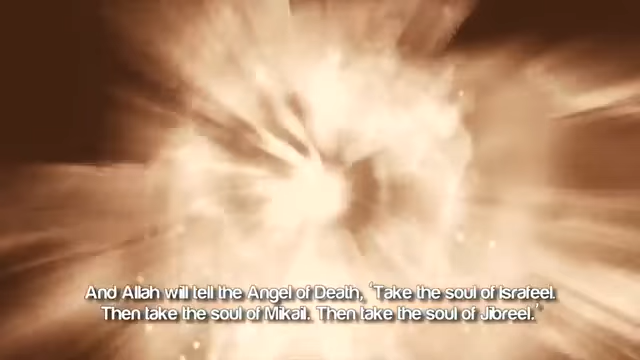 And Allah will tell the Angel of Death, 'Take the soul of Israfeel.
Then take the soul of Mikail. Then take the soul of Jibreel.'